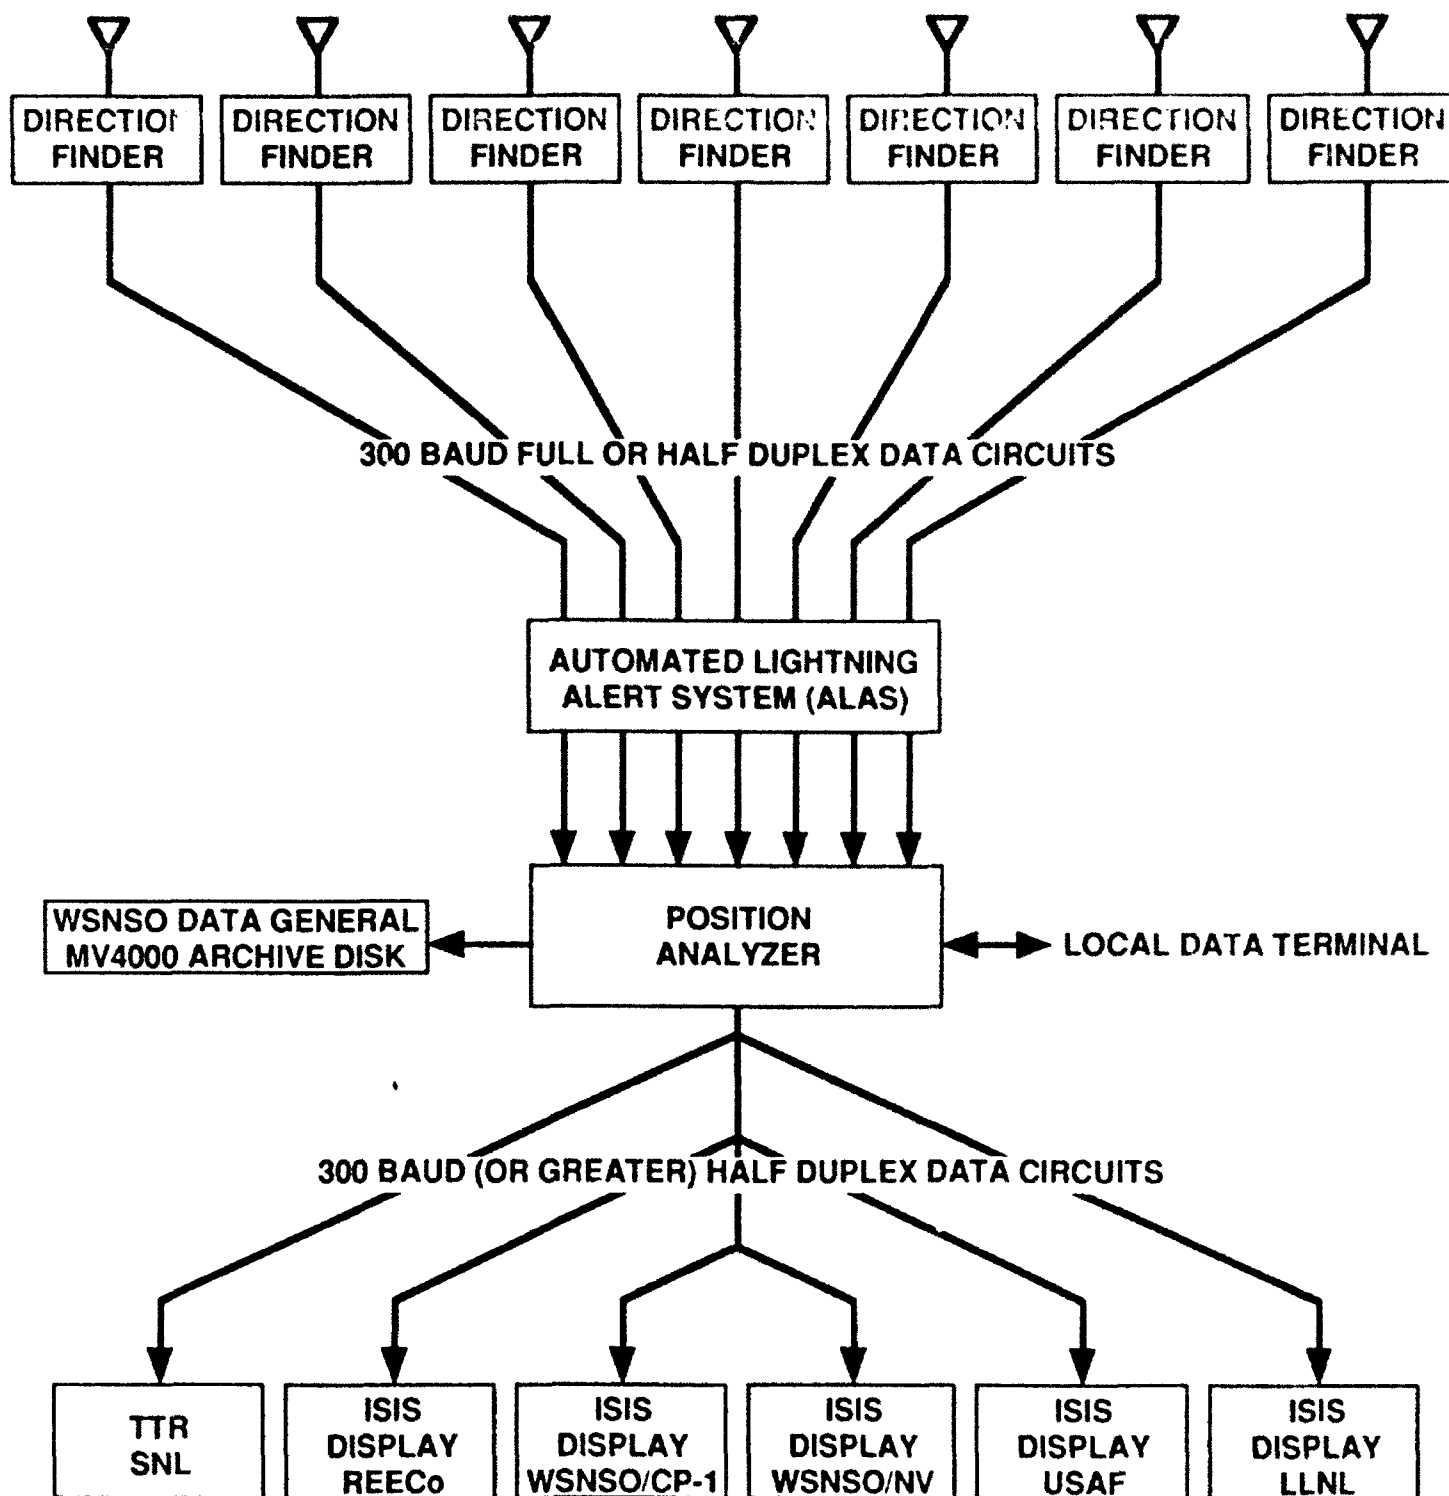 DIRECTION FINDER
DIRECTION FINDER
DIRECTION FINDER
DIRECTION FINDER
DIRECTION FINDER
DIRECTION FINDER
DIRECTION FINDER
300 BAUD FULL OR HALF DUPLEX DATA CIRCUITS
AUTOMATED LIGHTNING
ALERT SYSTEM (ALAS)
WSNSO DATA GENERAL
MV4000 ARCHIVE DISK
POSITION
ANALYZER
LOCAL DATA TERMINAL
300 BAUD (OR GREATER) HALF DUPLEX DATA CIRCUITS
TTR
SNL
ISIS
DISPLAY
REECo
ISIS
DISPLAY
WSNSO/CP-1
ISIS
DISPLAY
WSNSO/NV
ISIS
DISPLAY
USAF
ISIS
DISPLAY
LLNL